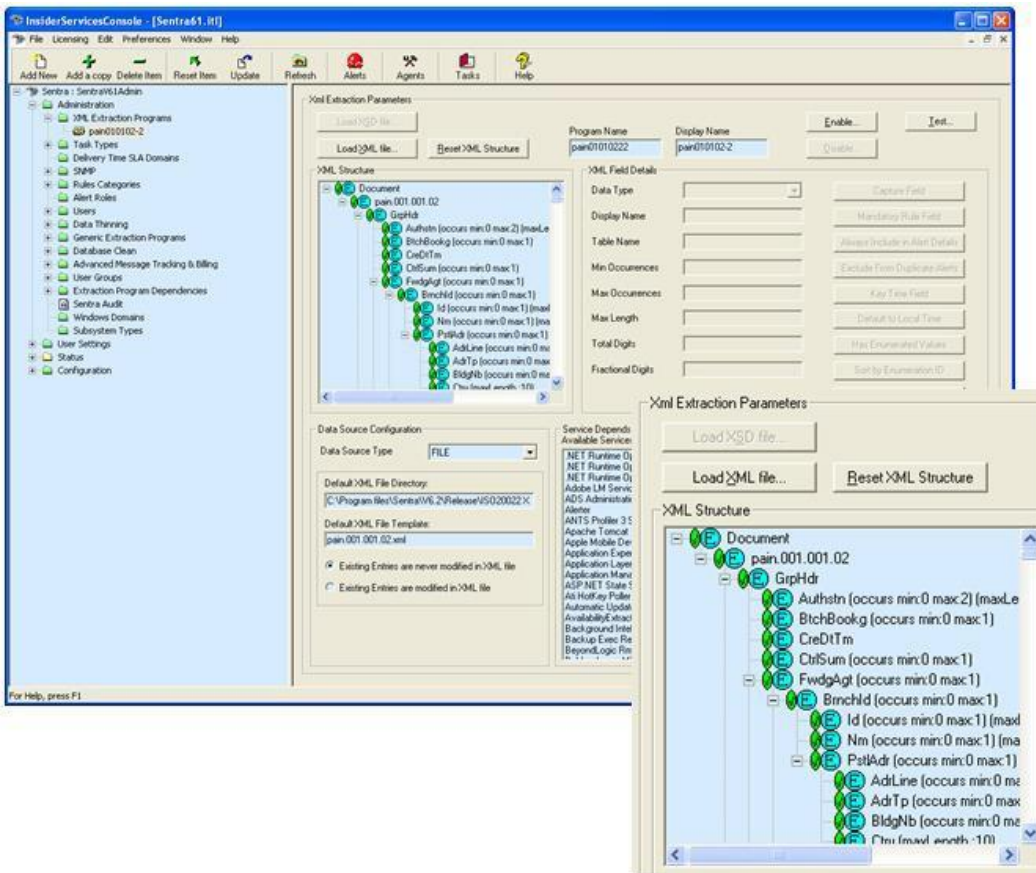 InsiderServicesConsole - [Sentra61.itl]
File Licensing Edit Preferences Window Help
Add New Add a copy Delete Item Reset Item Update Refresh Alerts Agents Tasks Help
Sentra : SentraV61Admin
Administration
XML Extraction Programs
pain010102-2
Task Types
Delivery Time SLA Domains
SNMP
Rules Categories
Alert Roles
Users
Data Thinning
Generic Extraction Programs
Database Clean
Advanced Message Tracking & Billing
User Groups
Extraction Program Dependencies
Sentra Audit
Windows Domains
Subsystem Types
User Settings
Status
Configuration
Xml Extraction Parameters
Load XSD file...
Load XML file...
Reset XML Structure
Program Name
pain01010222
Display Name
pain010102-2
Enable...
Test...
Disable...
XML Structure
Document
pain.001.001.02
GrpHdr
Authstn (occurs min:0 max:2) (maxLe
BtchBookg (occurs min:0 max:1)
CreDtTm
CtrlSum (occurs min:0 max:1)
FwdgAgt (occurs min:0 max:1)
BrnchId (occurs min:0 max:1)
Id (occurs min:0 max:1) (maxl
Nm (occurs min:0 max:1) (ma
PstlAdr (occurs min:0 max:1)
AdrLine (occurs min:0 ma
AdrTp (occurs min:0 max
BldgNb (occurs min:0 ma
Ctry (maxLength :10)
XML Field Details
Data Type
Display Name
Table Name
Min Occurrences
Max Occurrences
Max Length
Total Digits
Fractional Digits
Capture Field
Mandatory Rule Field
Always Include in Alert Details
Exclude From Duplicate Alerts
Key Time Field
Default to Local Time
Has Enumerated Values
Sort by Enumeration ID
Data Source Configuration
Data Source Type
FILE
Default XML File Directory:
C:\Program files\Sentra\V6.2\Release\ISO20022 X
Default XML File Template:
pain.001.001.02.xml
Existing Entries are never modified in XML file
Existing Entries are modified in XML file
Service Depends
Available Services
.NET Runtime Op
.NET Runtime Op
.NET Runtime Op
Adobe LM Servic
ADS Administrati
Alerter
ANTS Profiler 3 S
Apache Tomcat
Apple Mobile Dev
Application Exper
Application Layer
Application Mana
ASP.NET State S
Ati HotKey Poller
Automatic Updat
AvailabilityExtract
Background Intel
Backup Exec Re
BeyondLogic Rm
For Help, press F1
Xml Extraction Parameters
Load XSD file...
Load XML file...
Reset XML Structure
XML Structure
Document
pain.001.001.02
GrpHdr
Authstn (occurs min:0 max:2) (maxLe
BtchBookg (occurs min:0 max:1)
CreDtTm
CtrlSum (occurs min:0 max:1)
FwdgAgt (occurs min:0 max:1)
BrnchId (occurs min:0 max:1)
Id (occurs min:0 max:1) (maxl
Nm (occurs min:0 max:1) (ma
PstlAdr (occurs min:0 max:1)
AdrLine (occurs min:0 ma
AdrTp (occurs min:0 max
BldgNb (occurs min:0 ma
Ctry (maxLength :10)